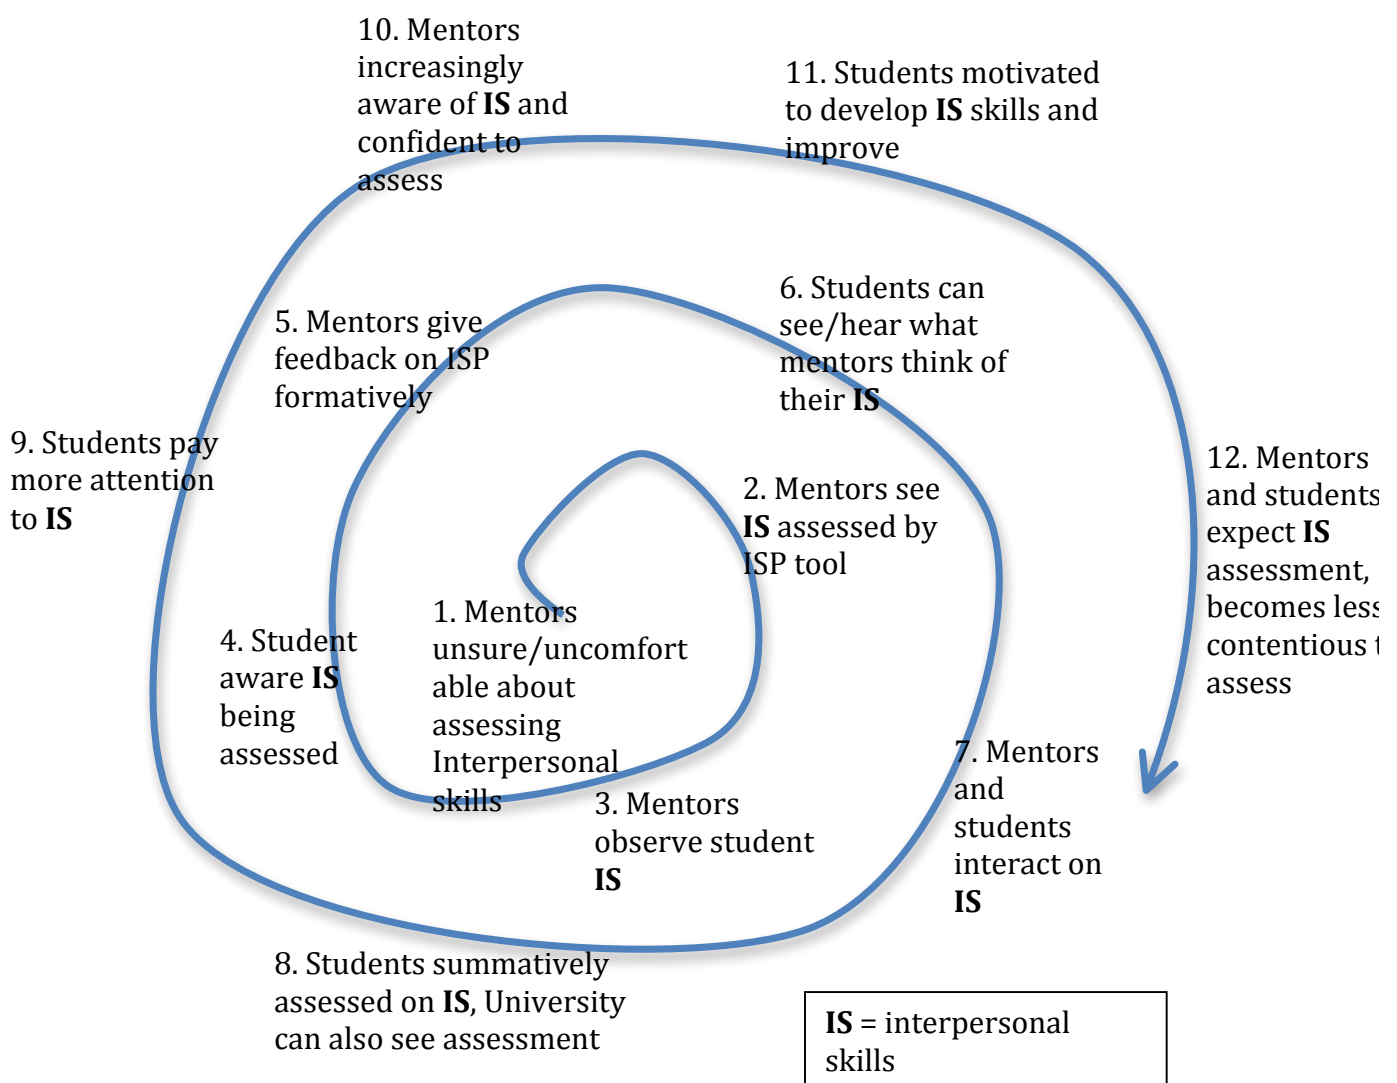 1. Mentors
unsure/uncomfort
able about
assessing
Interpersonal
skills
2. Mentors see
IS assessed by
ISP tool
3. Mentors
observe student
IS
4. Student
aware IS
being
assessed
5. Mentors give
feedback on ISP
formatively
6. Students can
see/hear what
mentors think of
their IS
7. Mentors
and
students
interact on
IS
8. Students summatively
assessed on IS, University
can also see assessment
9. Students pay
more attention
to IS
10. Mentors
increasingly
aware of IS and
confident to
assess
11. Students motivated
to develop IS skills and
improve
12. Mentors
and students
expect IS
assessment,
becomes less
contentious t
assess
IS = interpersonal
skills